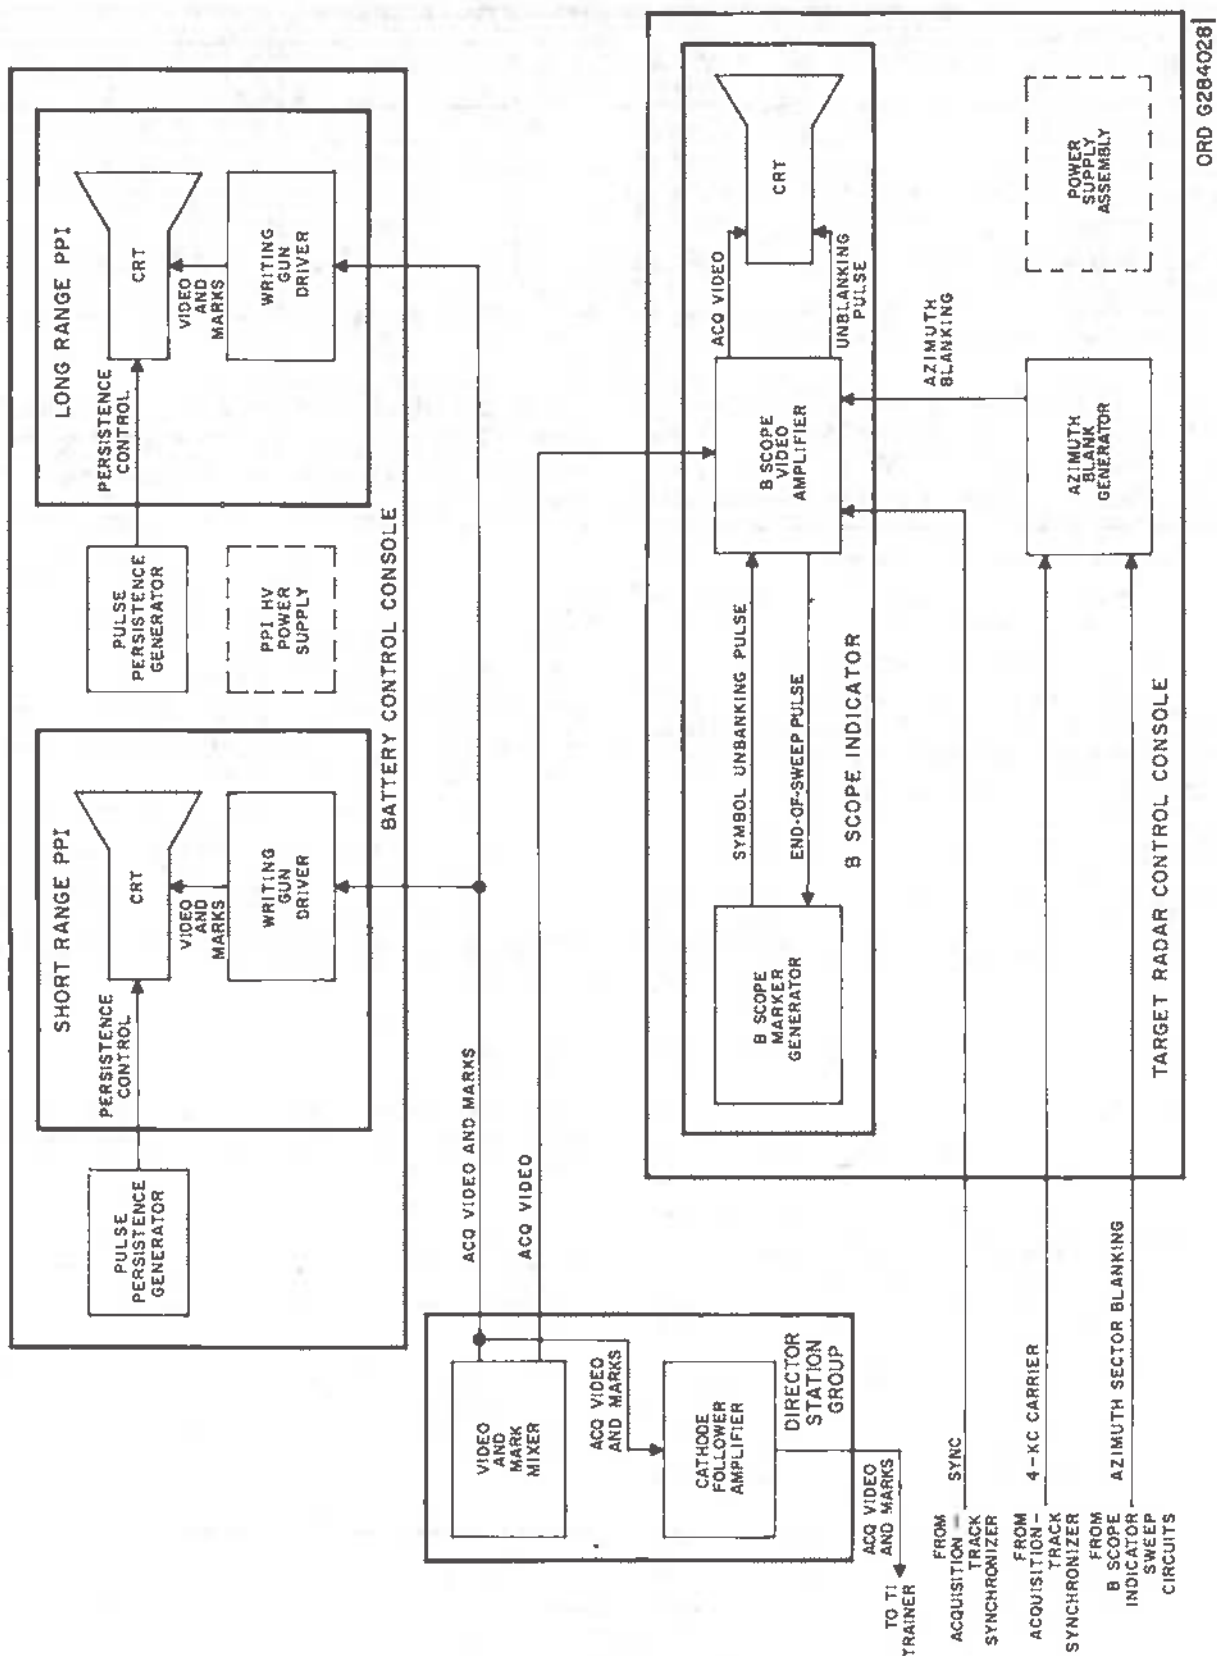 SHORT RANGE PPI
LONG RANGE PPI
PULSE
PERSISTENCE
GENERATOR
PERSISTENCE
CONTROL
CRT
VIDEO
AND
MARKS
WRITING
GUN
DRIVER
PULSE
PERSISTENCE
GENERATOR
PPI HV
POWER
SUPPLY
PERSISTENCE
CONTROL
CRT
VIDEO
AND
MARKS
WRITING
GUN
DRIVER
BATTERY CONTROL CONSOLE
ACQ VIDEO AND MARKS
ACQ VIDEO
VIDEO
AND
MARK
MIXER
ACQ VIDEO
AND MARKS
CATHODE
FOLLOWER
AMPLIFIER
DIRECTOR
STATION
GROUP
ACQ VIDEO
AND MARKS
TO TI
TRAINER
B SCOPE
MARKER
GENERATOR
SYMBOL UNBANKING PULSE
END-OF-SWEEP PULSE
B SCOPE
VIDEO
AMPLIFIER
ACQ VIDEO
UNBLANKING
PULSE
CRT
B SCOPE INDICATOR
AZIMUTH
BLANKING
AZIMUTH
BLANK
GENERATOR
POWER
SUPPLY
ASSEMBLY
TARGET RADAR CONTROL CONSOLE
FROM
ACQUISITION -
TRACK
SYNCHRONIZER
SYNC
FROM
ACQUISITION-
TRACK
SYNCHRONIZER
4-KC CARRIER
FROM
B SCOPE
INDICATOR
SWEEP
CIRCUITS
AZIMUTH SECTOR BLANKING
ORD G284028